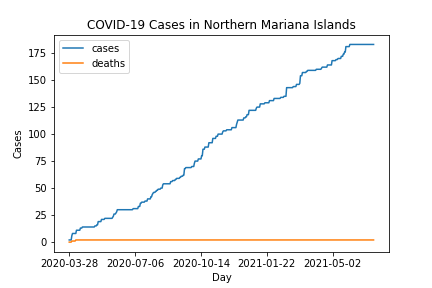 COVID-19 Cases in Northern Mariana Islands
cases
deaths
175
150
125
100
75
50
25
0
Cases
2020-03-28 2020-07-06 2020-10-14 2021-01-22 2021-05-02
Day